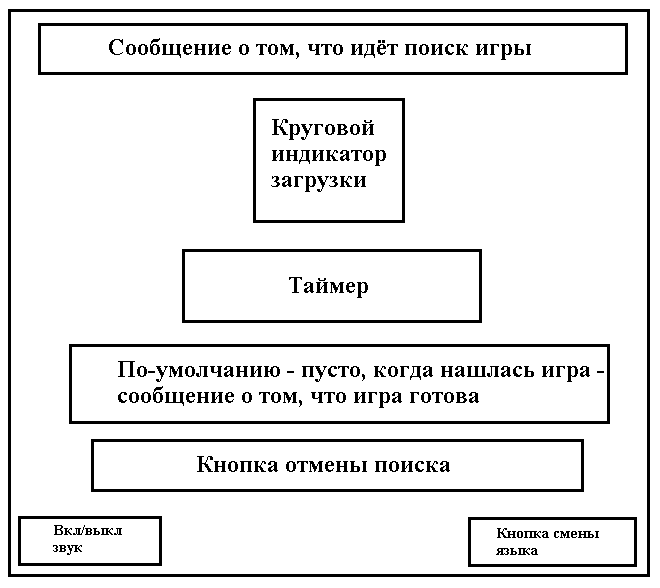 Сообщение о том, что идёт поиск игры
Круговой
индикатор
загрузки
Таймер
По-умолчанию - пусто, когда нашлась игра -
сообщение о том, что игра готова
Кнопка отмены поиска
Вкл/выкл
звук
Кнопка смены
языка